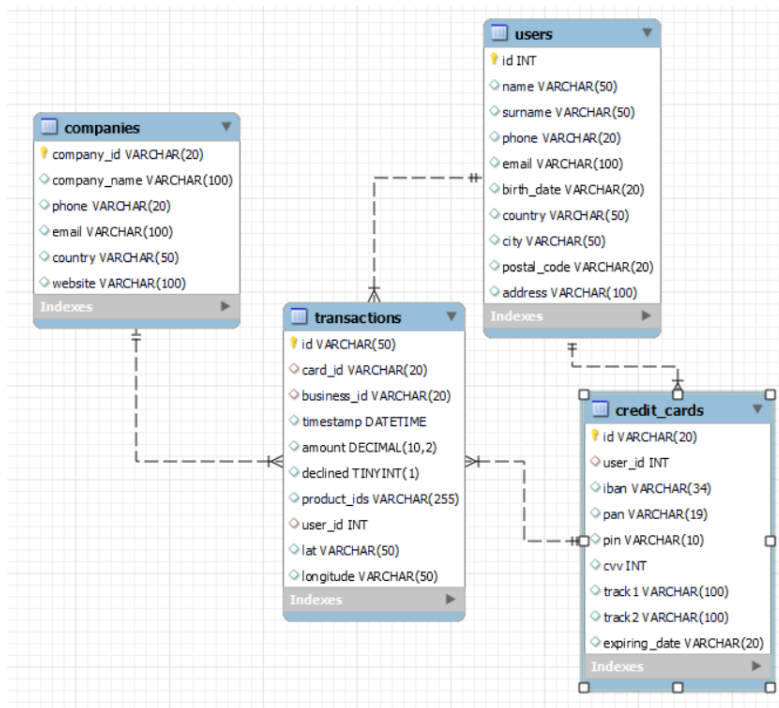 users
id INT
name VARCHAR(50)
surname VARCHAR(50)
phone VARCHAR(20)
email VARCHAR(100)
birth_date VARCHAR(20)
country VARCHAR(50)
city VARCHAR(50)
postal_code VARCHAR(20)
address VARCHAR(100)
Indexes
companies
company_id VARCHAR(20)
company_name VARCHAR(100)
phone VARCHAR(20)
email VARCHAR(100)
country VARCHAR(50)
website VARCHAR(100)
Indexes
transactions
id VARCHAR(50)
card_id VARCHAR(20)
business_id VARCHAR(20)
timestamp DATETIME
amount DECIMAL(10,2)
declined TINYINT(1)
product_ids VARCHAR(255)
user_id INT
lat VARCHAR(50)
longitude VARCHAR(50)
Indexes
credit_cards
id VARCHAR(20)
user_id INT
iban VARCHAR(34)
pan VARCHAR(19)
pin VARCHAR(10)
cvv INT
track1 VARCHAR(100)
track2 VARCHAR(100)
expiring_date VARCHAR(20)
Indexes